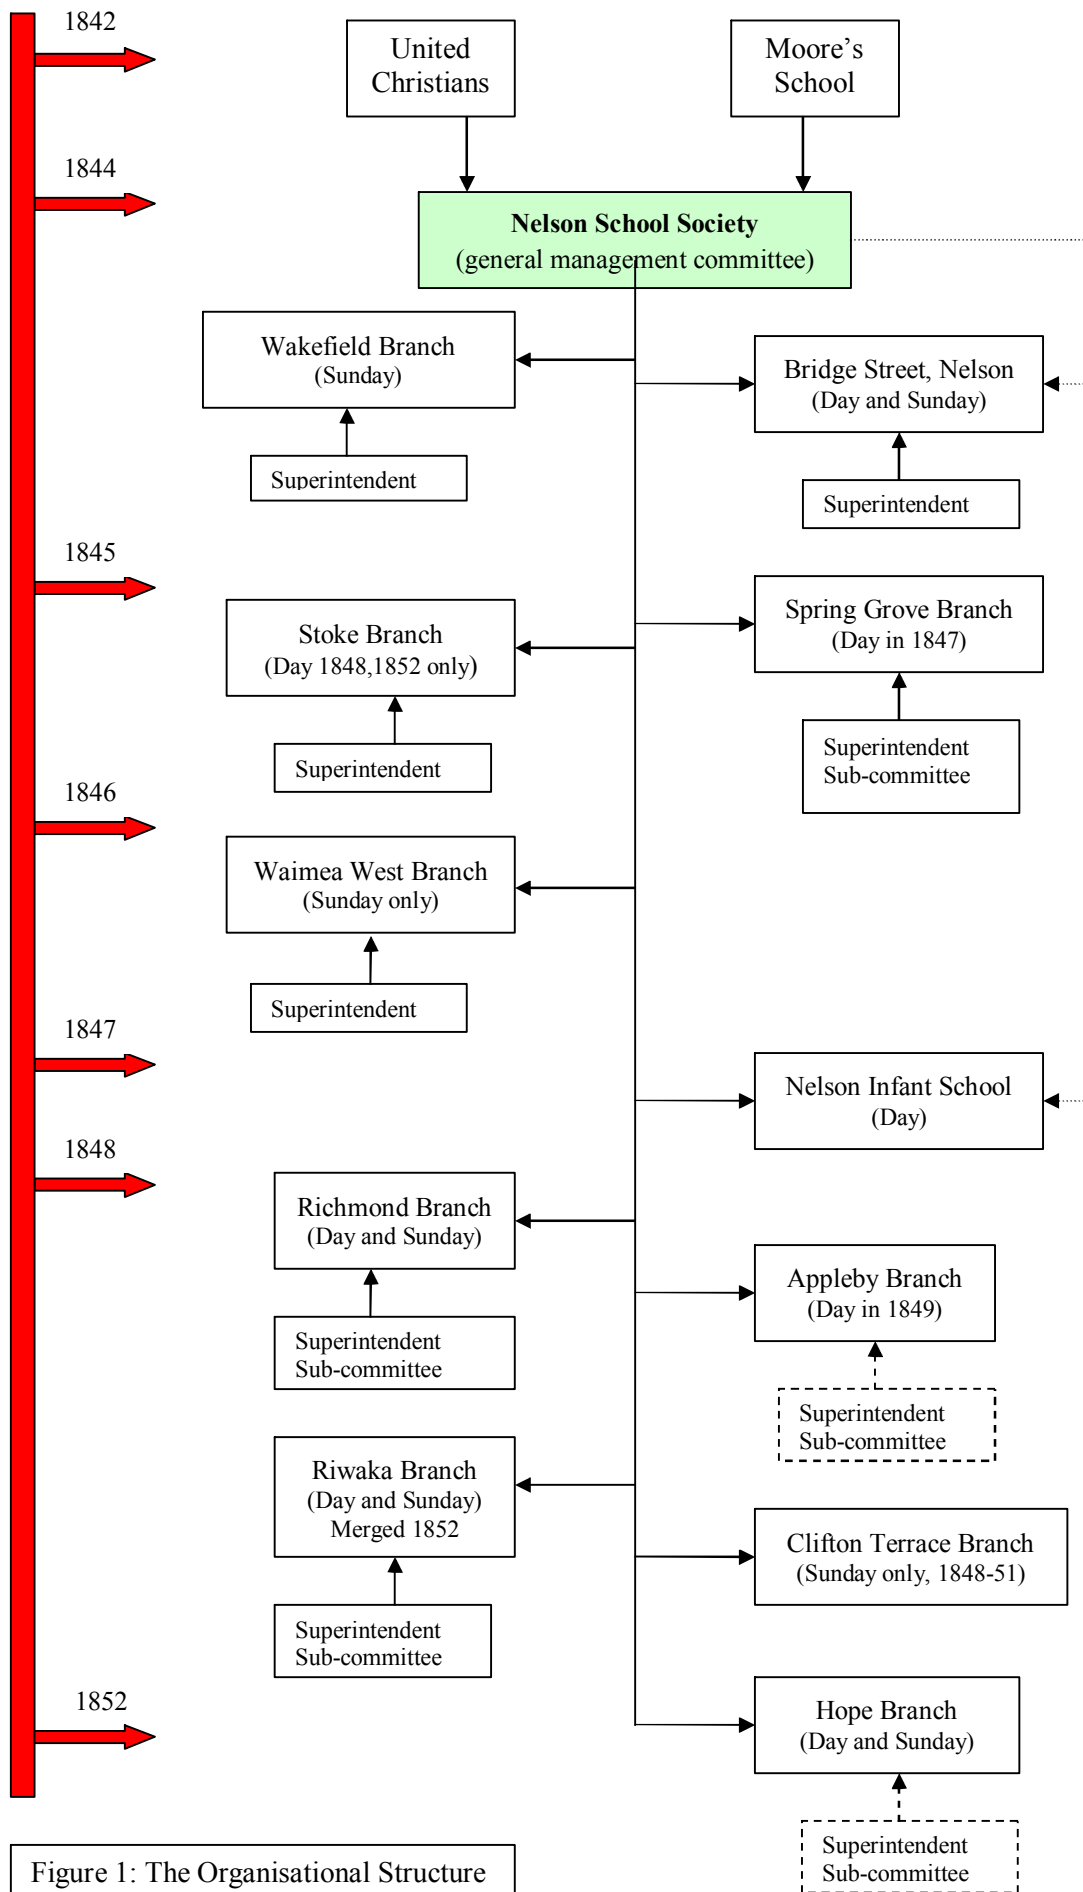 1842
United
Christians
Moore's
School
1844
Nelson School Society
(general management committee)
Wakefield Branch
(Sunday)
Superintendent
Bridge Street, Nelson
(Day and Sunday)
Superintendent
1845
Stoke Branch
(Day 1848,1852 only)
Superintendent
Spring Grove Branch
(Day in 1847)
Superintendent
Sub-committee
1846
Waimea West Branch
(Sunday only)
Superintendent
1847
Nelson Infant School
(Day)
1848
Richmond Branch
(Day and Sunday)
Superintendent
Sub-committee
Appleby Branch
(Day in 1849)
Superintendent
Sub-committee
Riwaka Branch
(Day and Sunday)
Merged 1852
Superintendent
Sub-committee
Clifton Terrace Branch
(Sunday only, 1848-51)
1852
Hope Branch
(Day and Sunday)
Superintendent
Sub-committee
Figure 1: The Organisational Structure